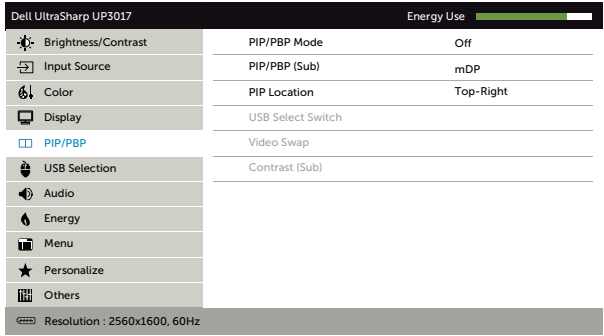 Dell UltraSharp UP3017 Energy Use
Brightness/Contrast PIP/PBP Mode Off
Input Source PIP/PBP (Sub) mDP
Color PIP Location Top-Right
Display USB Select Switch
PIP/PBP Video Swap
USB Selection Contrast (Sub)
Audio
Energy
Menu
Personalize
Others
Resolution : 2560x1600, 60Hz